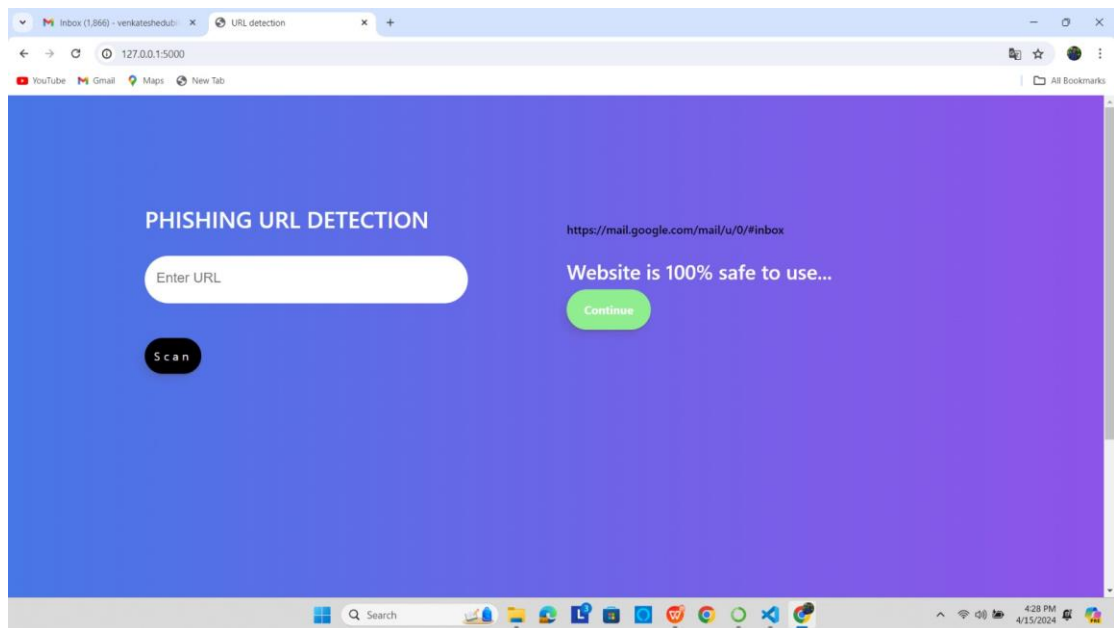 Inbox (1,866) - venkateshedubi
URL detection
127.0.0.1:5000
YouTube
Gmail
Maps
New Tab
All Bookmarks
PHISHING URL DETECTION
https://mail.google.com/mail/u/0/#inbox
Enter URL
Website is 100% safe to use...
Continue
Scan
Search
4:28 PM
4/15/2024